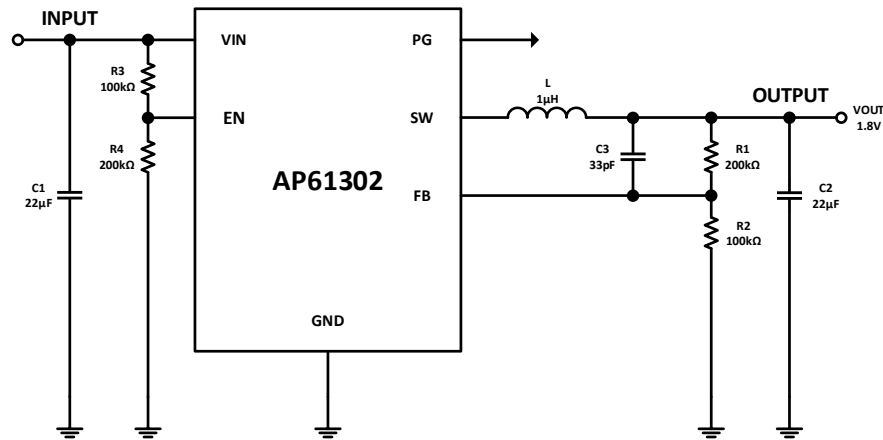 INPUT
VIN
PG
R3
100kΩ
L
1µH
EN
SW
OUTPUT
VOUT
1.8V
R4
200kΩ
C3
33pF
R1
200kΩ
C1
22µF
AP61302
FB
C2
22µF
R2
100kΩ
GND